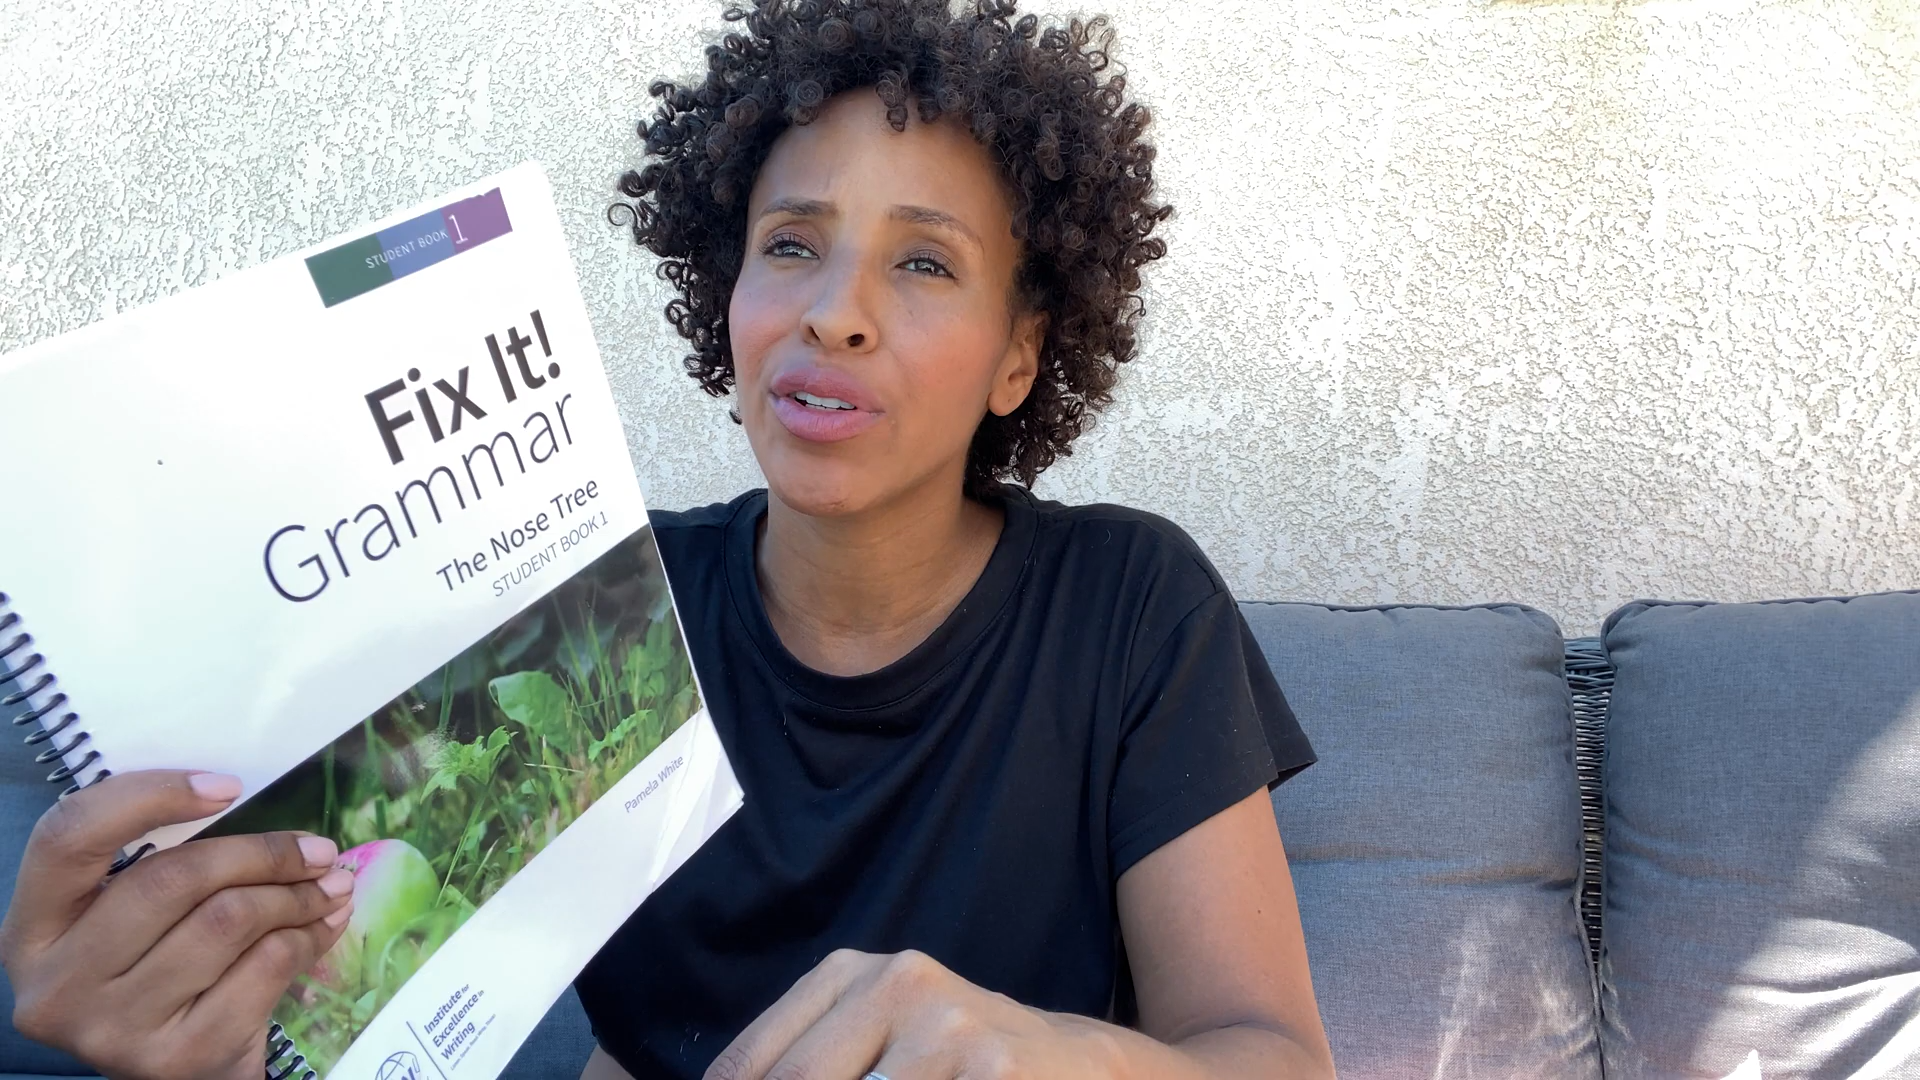 STUDENT BOOK 1
Fix It!
Grammar
The Nose Tree
STUDENT BOOK 1
Pamela White
Institute for
Excellence in
Writing